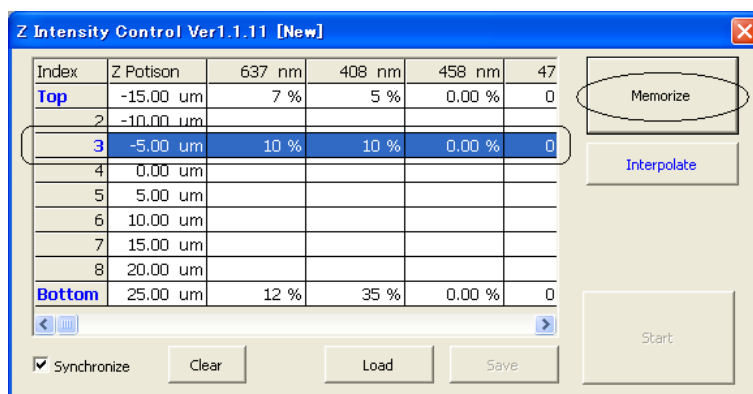 Z Intensity Control Ver1.1.11 [New]
Index Z Potison 637 nm 408 nm 458 nm 47
Top -15.00 um 7 % 5 % 0.00 % 0
2 -10.00 um
3 -5.00 um 10 % 10 % 0.00 % 0
4 0.00 um
5 5.00 um
6 10.00 um
7 15.00 um
8 20.00 um
Bottom 25.00 um 12 % 35 % 0.00 % 0
Memorize
Interpolate
Start
Synchronize Clear Load Save